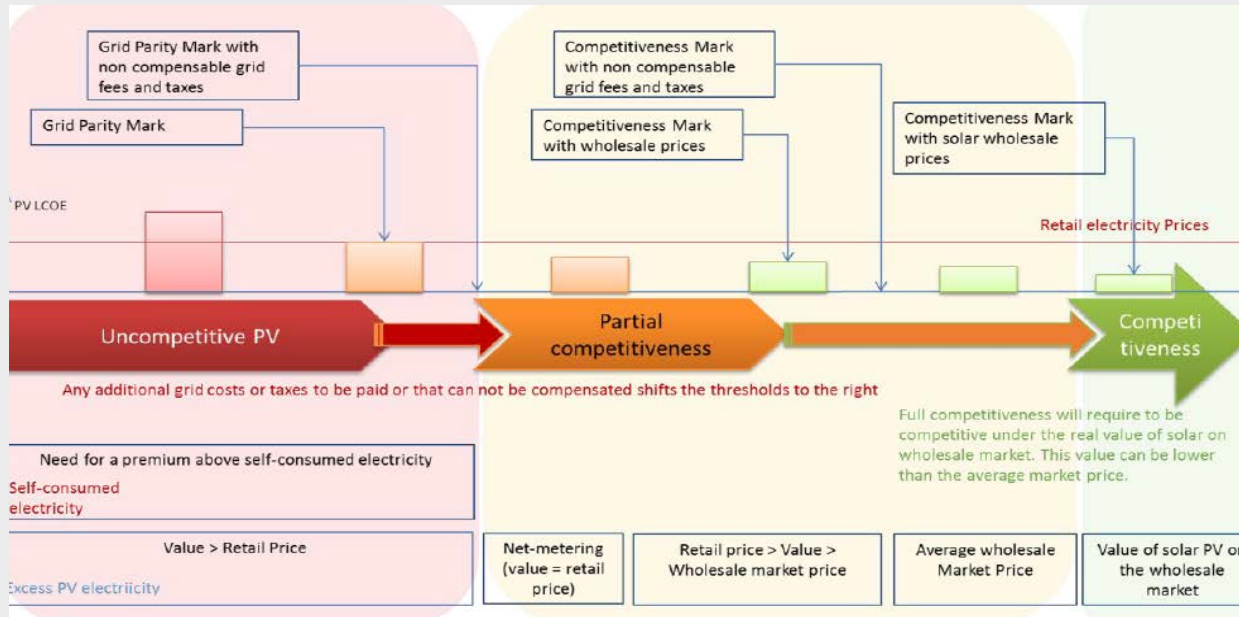 Grid Parity Mark with
non compensable grid
fees and taxes
Grid Parity Mark
Competitiveness Mark
with non compensable
grid fees and taxes
Competitiveness Mark
with wholesale prices
Competitiveness Mark
with solar wholesale
prices
PV LCOE
Retail electricity Prices
Uncompetitive PV
Partial
competitiveness
Competi
tiveness
Any additional grid costs or taxes to be paid or that can not be compensated shifts the thresholds to the right
Full competitiveness will require to be
competitive under the real value of solar on
wholesale market. This value can be lower
than the average market price.
Need for a premium above self-consumed electricity
Self-consumed
electricity
Value > Retail Price
Excess PV electriicity
Net-metering
(value = retail
price)
Retail price > Value >
Wholesale market price
Average wholesale
Market Price
Value of solar PV on
the wholesale
market